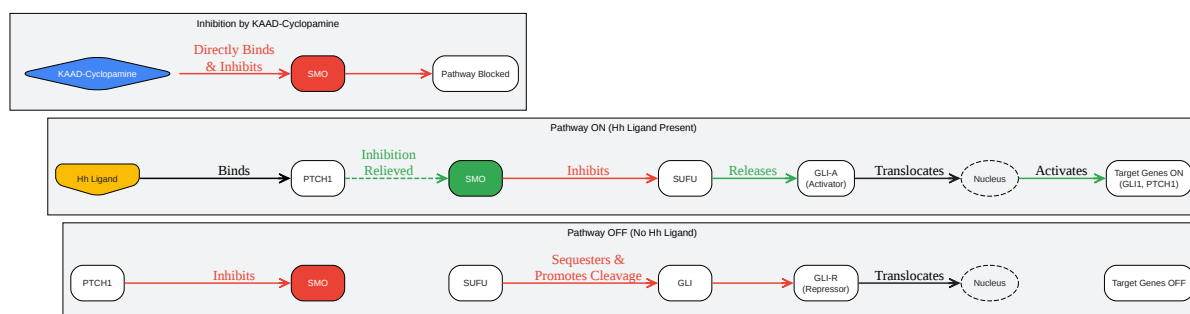 Inhibition by KAAD-Cyclopamine
KAAD-Cyclopamine
Directly Binds
& Inhibits
SMO
Pathway Blocked
Pathway ON (Hh Ligand Present)
Hh Ligand
Binds
PTCH1
Inhibition
Relieved
SMO
Inhibits
SUFU
Releases
GLI-A
(Activator)
Translocates
Nucleus
Activates
Target Genes ON
(GLI1, PTCH1)
Pathway OFF (No Hh Ligand)
PTCH1
Inhibits
SMO
SUFU
Sequesters &
Promotes Cleavage
GLI
GLI-R
(Repressor)
Translocates
Nucleus
Target Genes OFF